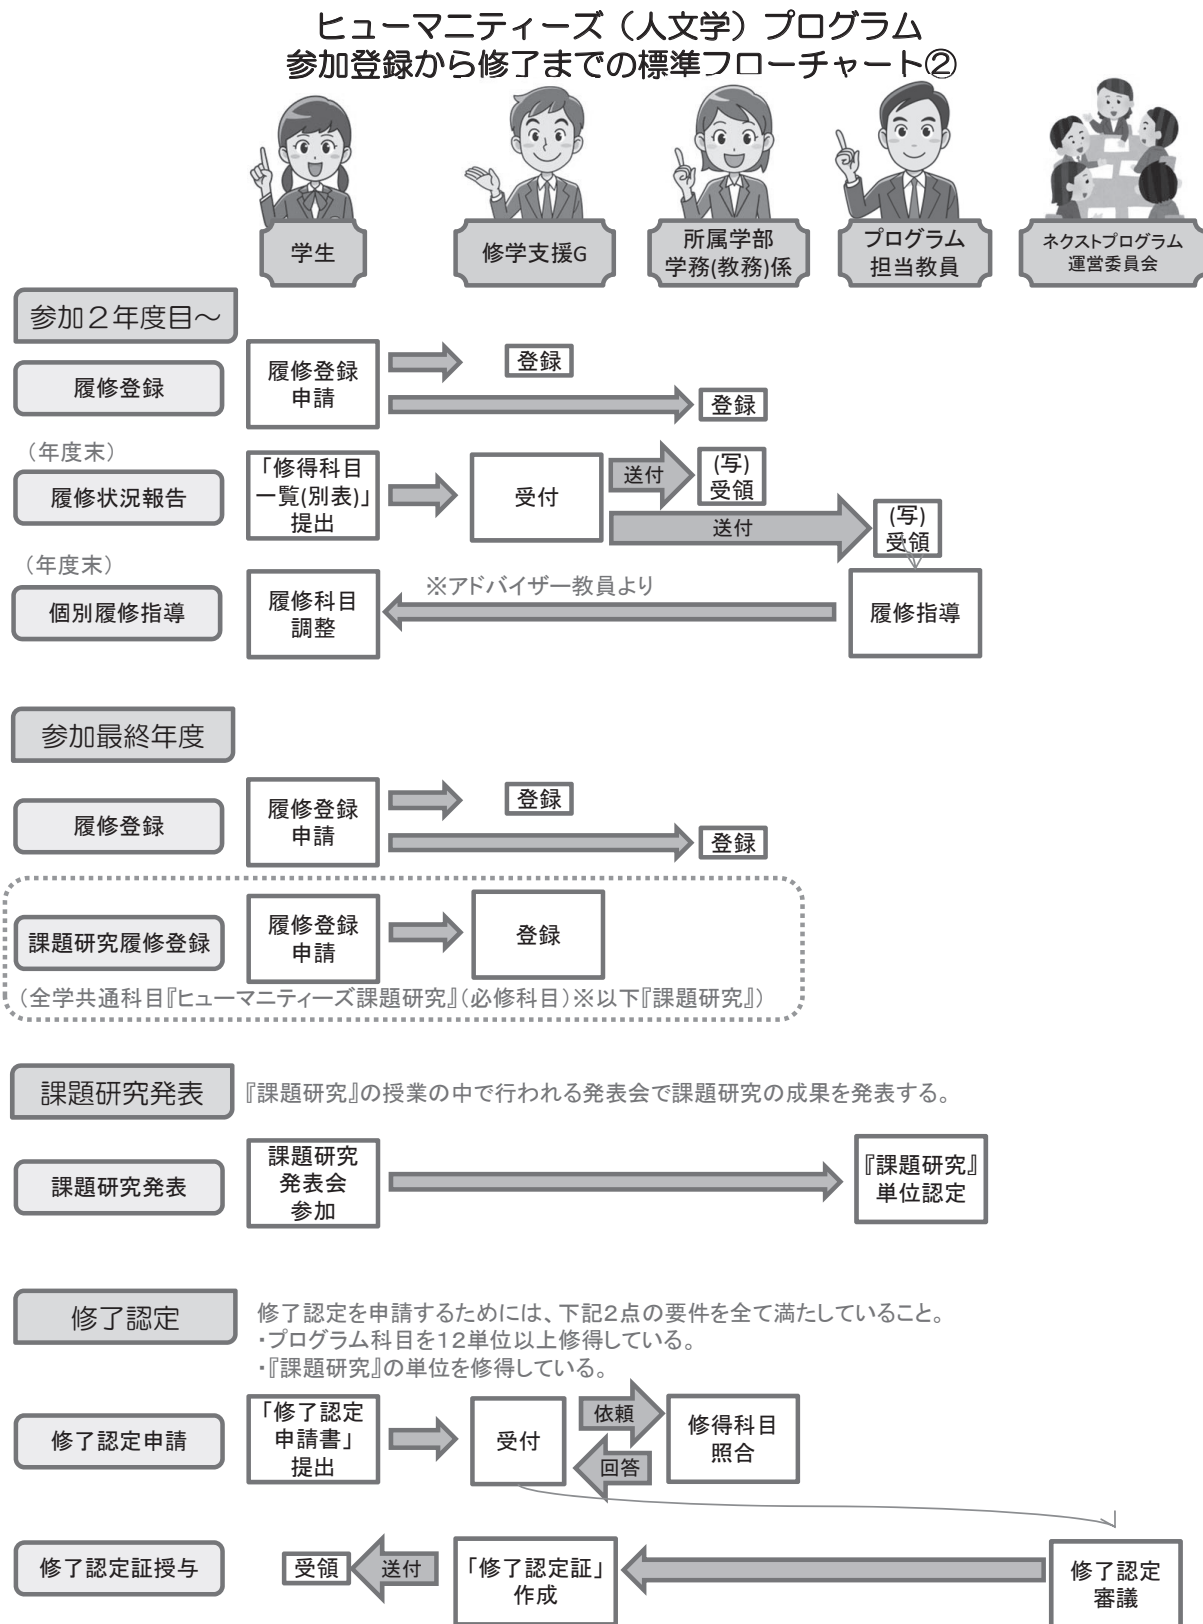 ヒューマニティーズ（人文学）プログラム
参加登録から修了までの標準フローチャート②
学生
修学支援G
所属学部
学務(教務)係
プログラム
担当教員
ネクストプログラム
運営委員会
参加２年度目～
履修登録
履修登録
申請
登録
登録
（年度末）
履修状況報告
「修得科目
一覧(別表)」
提出
受付
送付
(写)
受領
送付
(写)
受領
（年度末）
個別履修指導
履修科目
調整
※アドバイザー教員より
履修指導
参加最終年度
履修登録
履修登録
申請
登録
登録
課題研究履修登録
履修登録
申請
登録
（全学共通科目『ヒューマニティーズ課題研究』（必修科目）※以下『課題研究』）
課題研究発表
『課題研究』の授業の中で行われる発表会で課題研究の成果を発表する。
課題研究発表
課題研究
発表会
参加
『課題研究』
単位認定
修了認定
修了認定を申請するためには、下記２点の要件を全て満たしていること。
・プログラム科目を１２単位以上修得している。
・『課題研究』の単位を修得している。
修了認定申請
「修了認定
申請書」
提出
受付
依頼
回答
修得科目
照合
修了認定証授与
受領
送付
「修了認定証」
作成
修了認定
審議